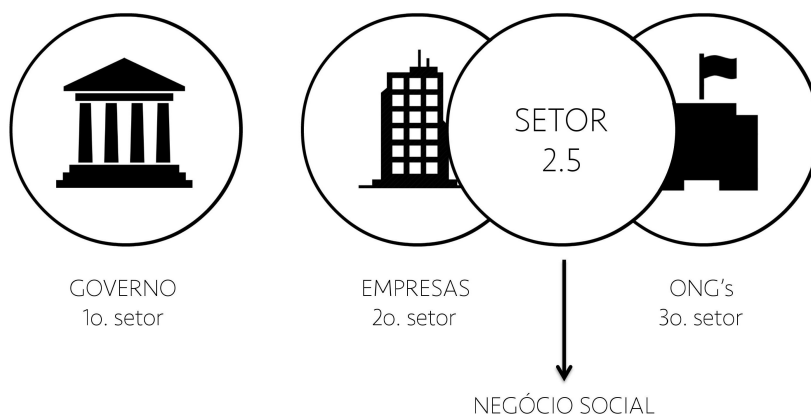 SETOR
2.5
GOVERNO
1o. setor
EMPRESAS
2o. setor
ONG's
3o. setor
NEGÓCIO SOCIAL